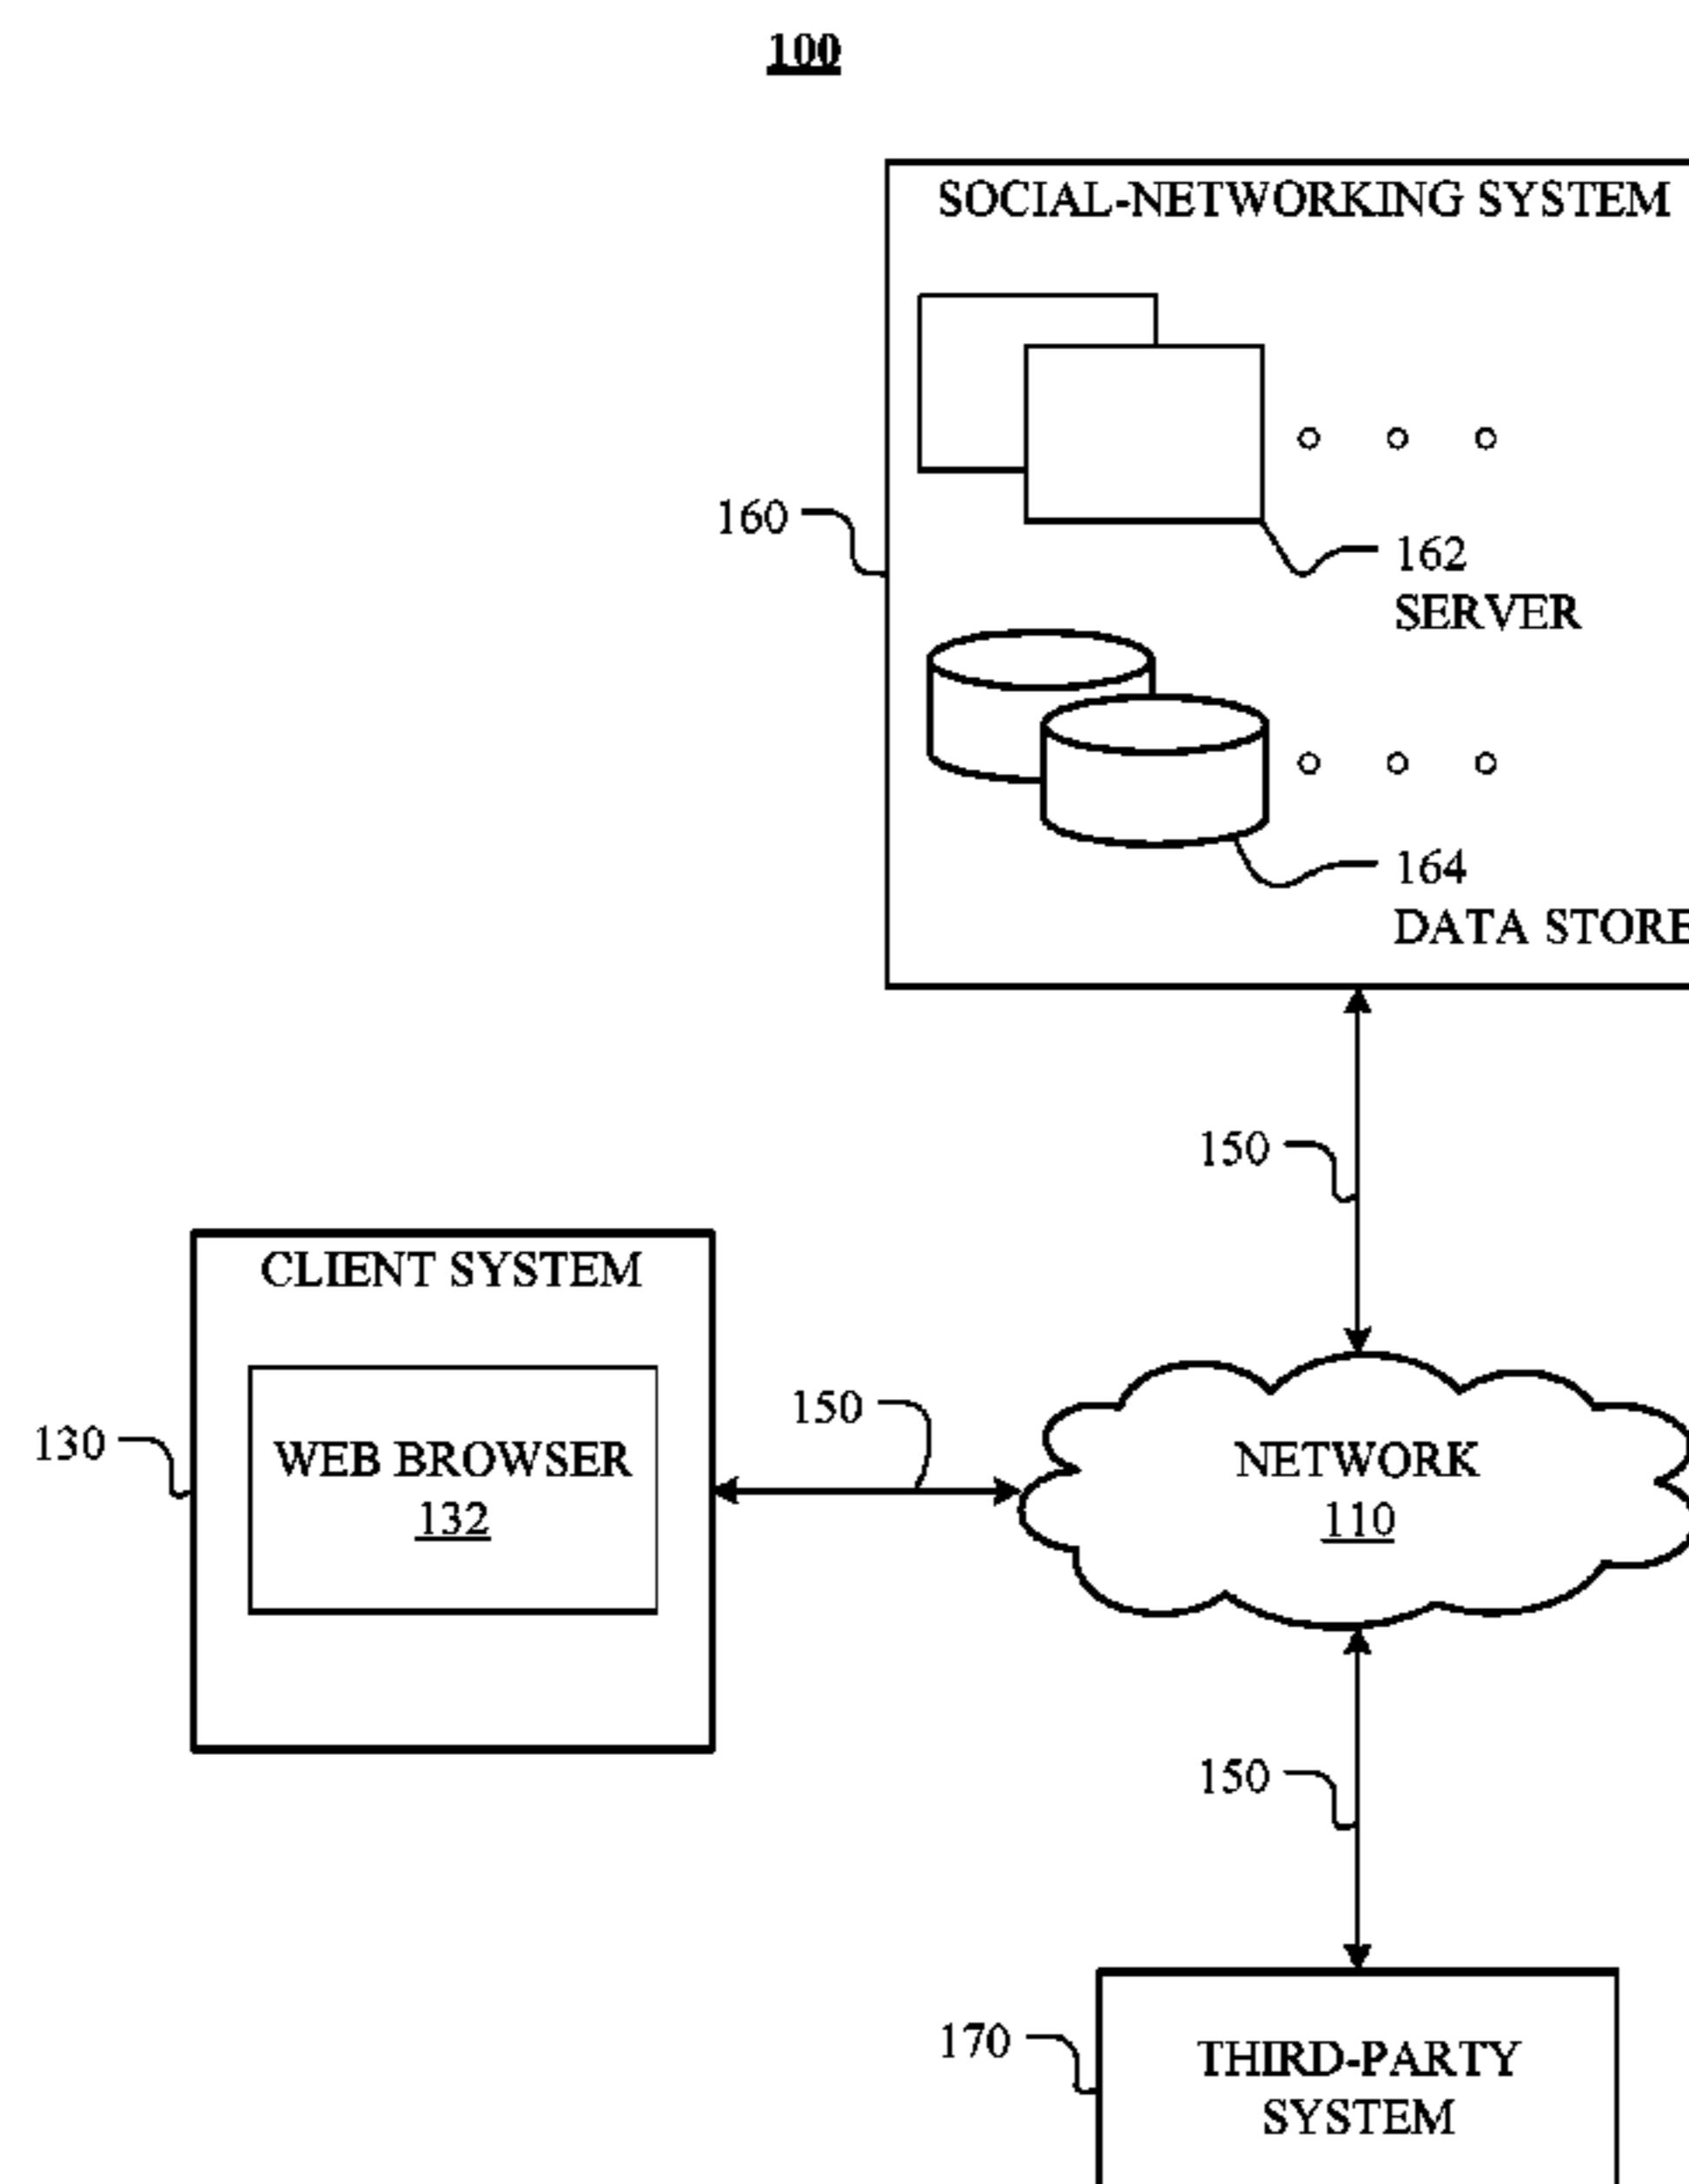 100
SOCIAL-NETWORKING SYSTEM
160
162
SERVER
164
DATA STORE
150
CLIENT SYSTEM
130
WEB BROWSER
132
150
NETWORK
110
150
170
THIRD-PARTY
SYSTEM